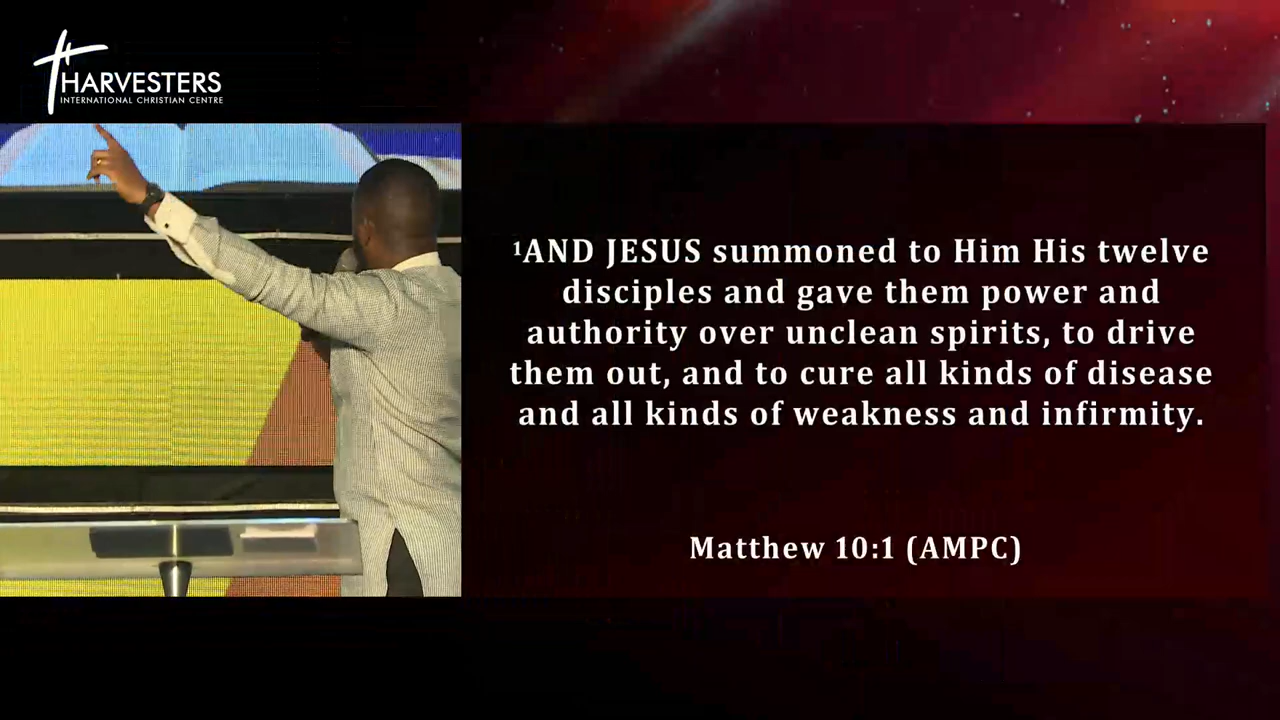 HARVESTERS
INTERNATIONAL CHRISTIAN CENTRE
¹AND JESUS summoned to Him His twelve
disciples and gave them power and
authority over unclean spirits, to drive
them out, and to cure all kinds of disease
and all kinds of weakness and infirmity.
Matthew 10:1 (AMPC)